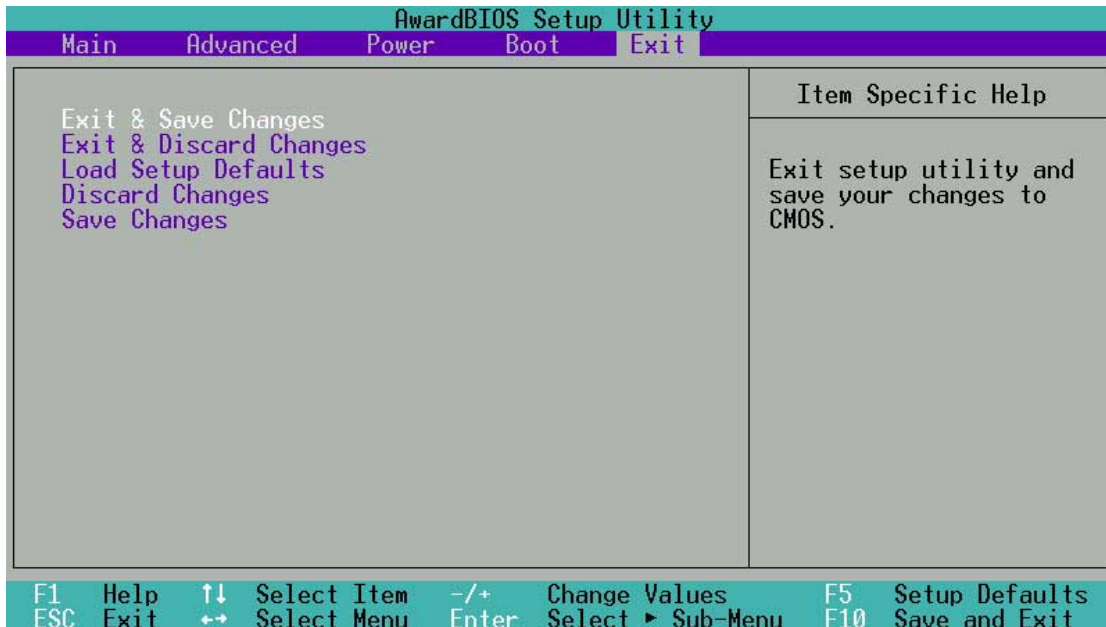 AwardBIOS Setup Utility
Main Advanced Power Boot Exit
Exit & Save Changes
Exit & Discard Changes
Load Setup Defaults
Discard Changes
Save Changes
Item Specific Help
Exit setup utility and
save your changes to
CMOS.
F1 Help ↑↓ Select Item -/+ Change Values F5 Setup Defaults
ESC Exit ←→ Select Menu Enter Select ► Sub-Menu F10 Save and Exit